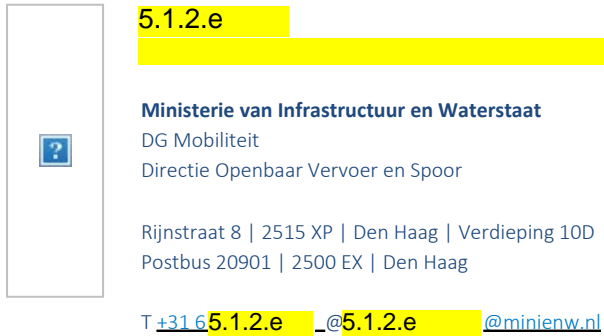 5.1.2.e
Ministerie van Infrastructuur en Waterstaat
DG Mobiliteit
Directie Openbaar Vervoer en Spoor
Rijnstraat 8 | 2515 XP | Den Haag | Verdieping 10D
Postbus 20901 | 2500 EX | Den Haag
T +31 6 5.1.2.e _@5.1.2.e @minienw.nl